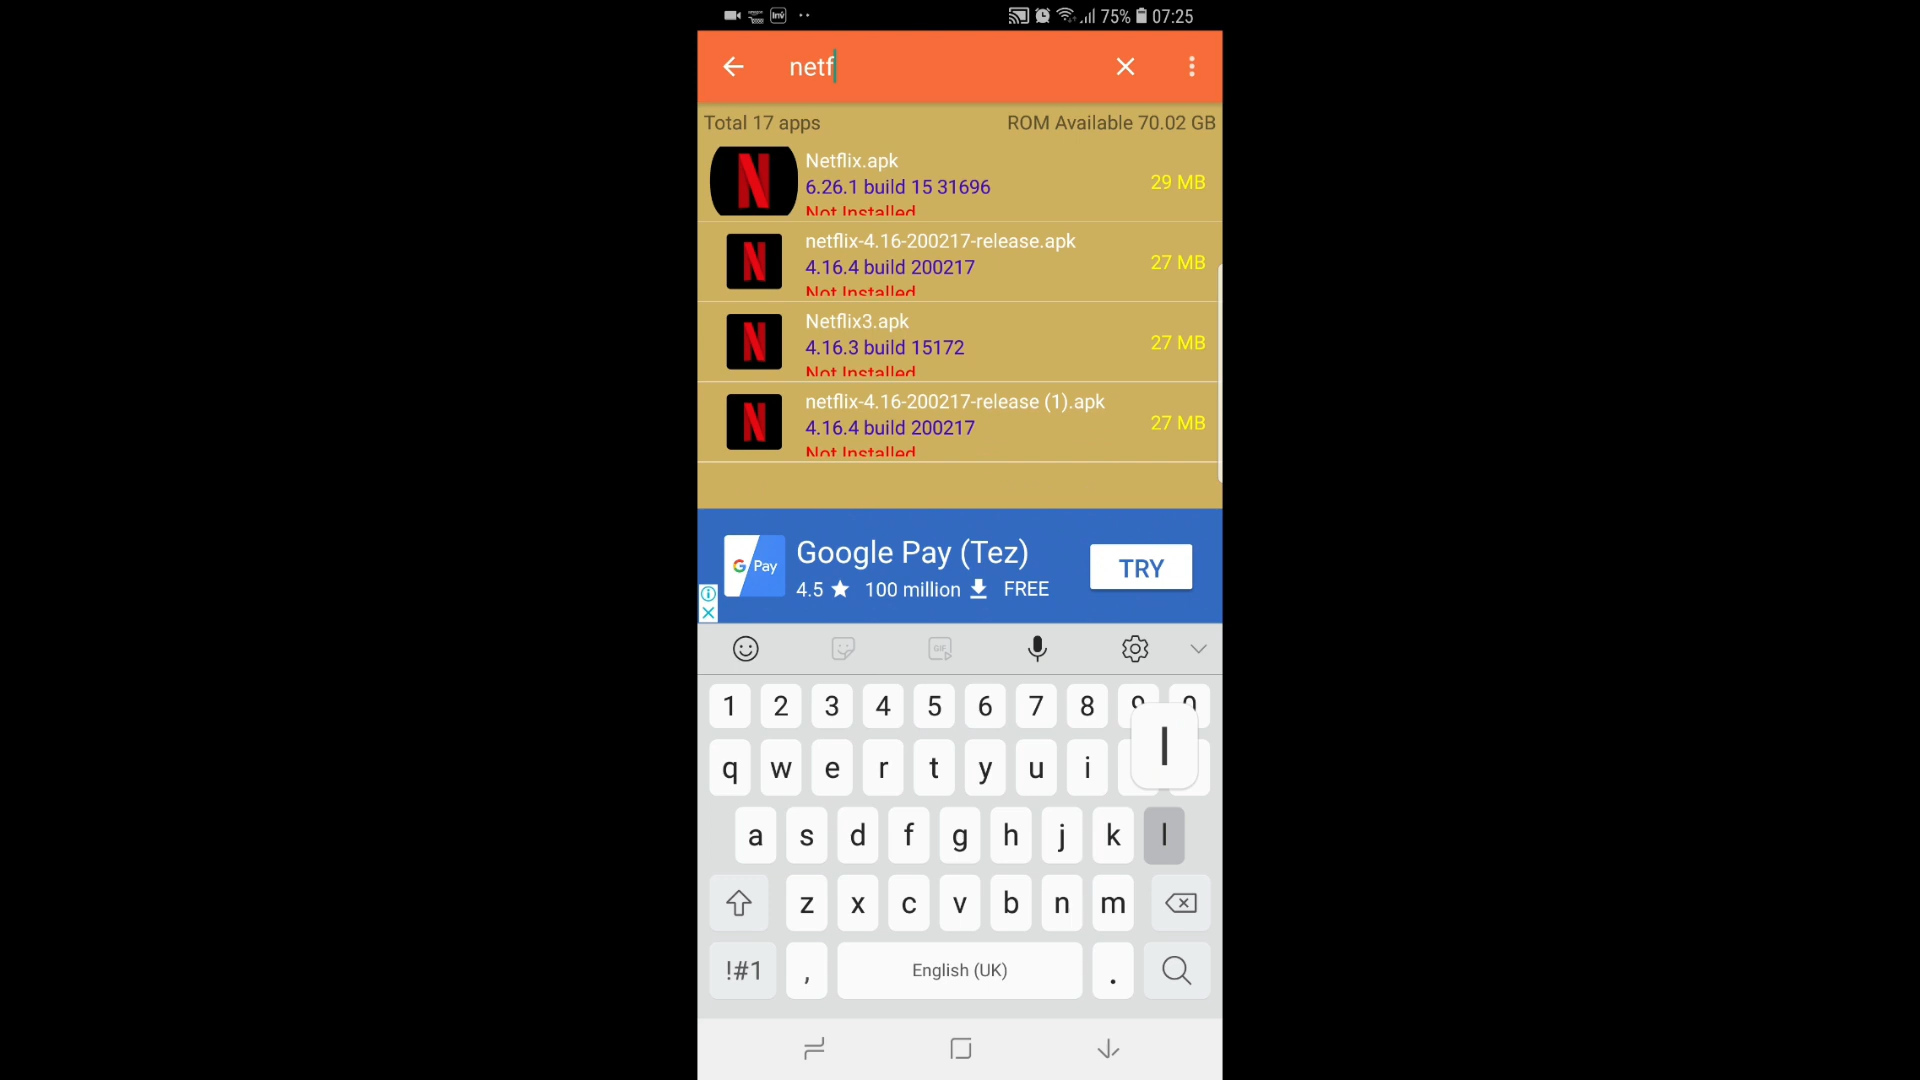 75% 07:25
netf
Total 17 apps ROM Available 70.02 GB
Netflix.apk
6.26.1 build 15 31696
29 MB
Not Installed
netflix-4.16-200217-release.apk
4.16.4 build 200217
27 MB
Not Installed
Netflix3.apk
4.16.3 build 15172
27 MB
Not Installed
netflix-4.16-200217-release (1).apk
4.16.4 build 200217
27 MB
Not Installed
G Pay
Google Pay (Tez)
4.5 ★ 100 million FREE
TRY
GIF
1 2 3 4 5 6 7 8 9 0
q w e r t y u i
l
a s d f g h j k l
z x c v b n m
!#1 , English (UK) .